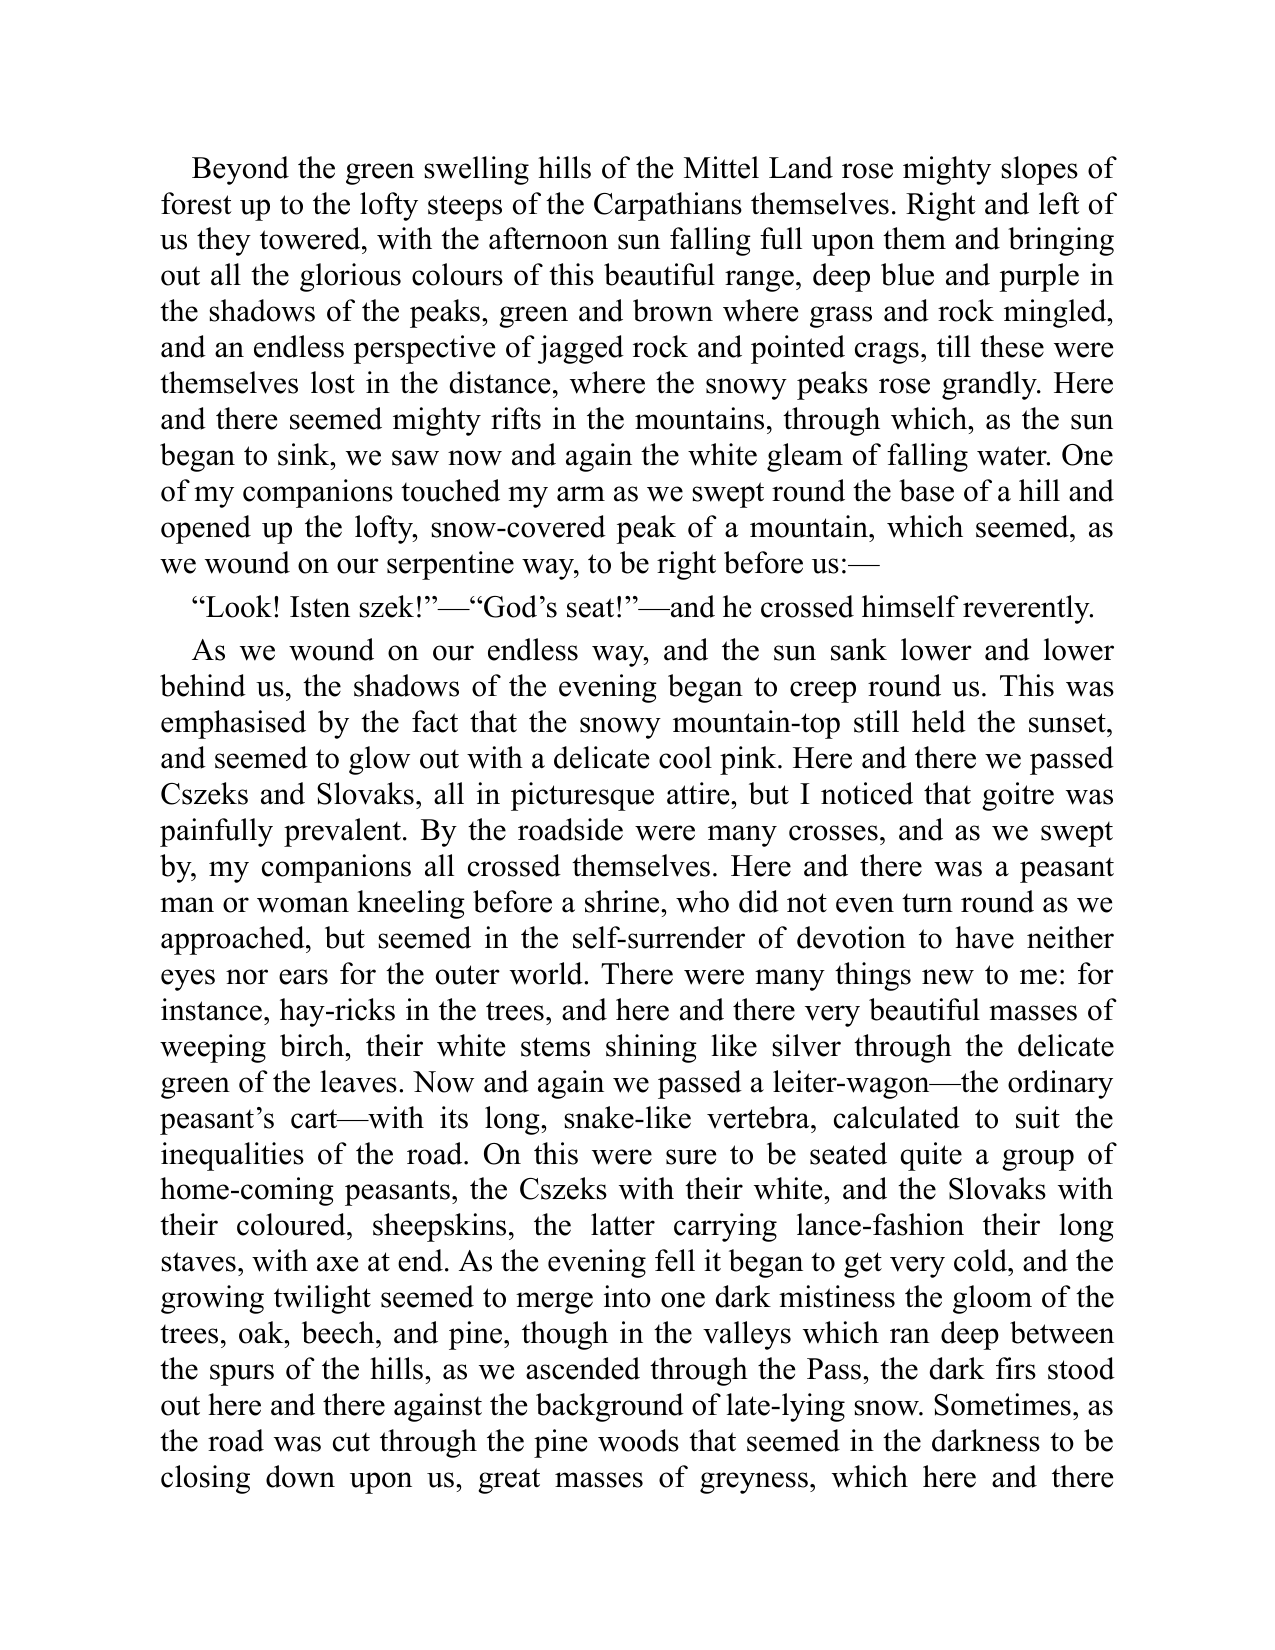 Beyond the green swelling hills of the Mittel Land rose mighty slopes of
forest up to the lofty steeps of the Carpathians themselves. Right and left of
us they towered, with the afternoon sun falling full upon them and bringing
out all the glorious colours of this beautiful range, deep blue and purple in
the shadows of the peaks, green and brown where grass and rock mingled,
and an endless perspective of jagged rock and pointed crags, till these were
themselves lost in the distance, where the snowy peaks rose grandly. Here
and there seemed mighty rifts in the mountains, through which, as the sun
began to sink, we saw now and again the white gleam of falling water. One
of my companions touched my arm as we swept round the base of a hill and
opened up the lofty, snow-covered peak of a mountain, which seemed, as
we wound on our serpentine way, to be right before us:—
“Look! Isten szek!”—“God’s seat!”—and he crossed himself reverently.
As we wound on our endless way, and the sun sank lower and lower
behind us, the shadows of the evening began to creep round us. This was
emphasised by the fact that the snowy mountain-top still held the sunset,
and seemed to glow out with a delicate cool pink. Here and there we passed
Cszeks and Slovaks, all in picturesque attire, but I noticed that goitre was
painfully prevalent. By the roadside were many crosses, and as we swept
by, my companions all crossed themselves. Here and there was a peasant
man or woman kneeling before a shrine, who did not even turn round as we
approached, but seemed in the self-surrender of devotion to have neither
eyes nor ears for the outer world. There were many things new to me: for
instance, hay-ricks in the trees, and here and there very beautiful masses of
weeping birch, their white stems shining like silver through the delicate
green of the leaves. Now and again we passed a leiter-wagon—the ordinary
peasant’s cart—with its long, snake-like vertebra, calculated to suit the
inequalities of the road. On this were sure to be seated quite a group of
home-coming peasants, the Cszeks with their white, and the Slovaks with
their coloured, sheepskins, the latter carrying lance-fashion their long
staves, with axe at end. As the evening fell it began to get very cold, and the
growing twilight seemed to merge into one dark mistiness the gloom of the
trees, oak, beech, and pine, though in the valleys which ran deep between
the spurs of the hills, as we ascended through the Pass, the dark firs stood
out here and there against the background of late-lying snow. Sometimes, as
the road was cut through the pine woods that seemed in the darkness to be
closing down upon us, great masses of greyness, which here and there